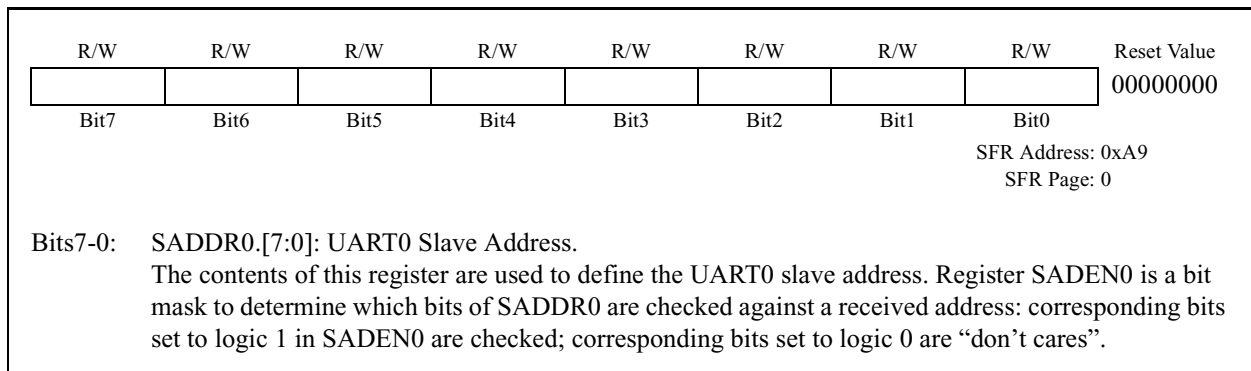 R/W R/W R/W R/W R/W R/W R/W R/W Reset Value
00000000
Bit7 Bit6 Bit5 Bit4 Bit3 Bit2 Bit1 Bit0
SFR Address: 0xA9
SFR Page: 0
Bits7-0: SADDR0.[7:0]: UART0 Slave Address.
The contents of this register are used to define the UART0 slave address. Register SADEN0 is a bit
mask to determine which bits of SADDR0 are checked against a received address: corresponding bits
set to logic 1 in SADEN0 are checked; corresponding bits set to logic 0 are “don’t cares”.